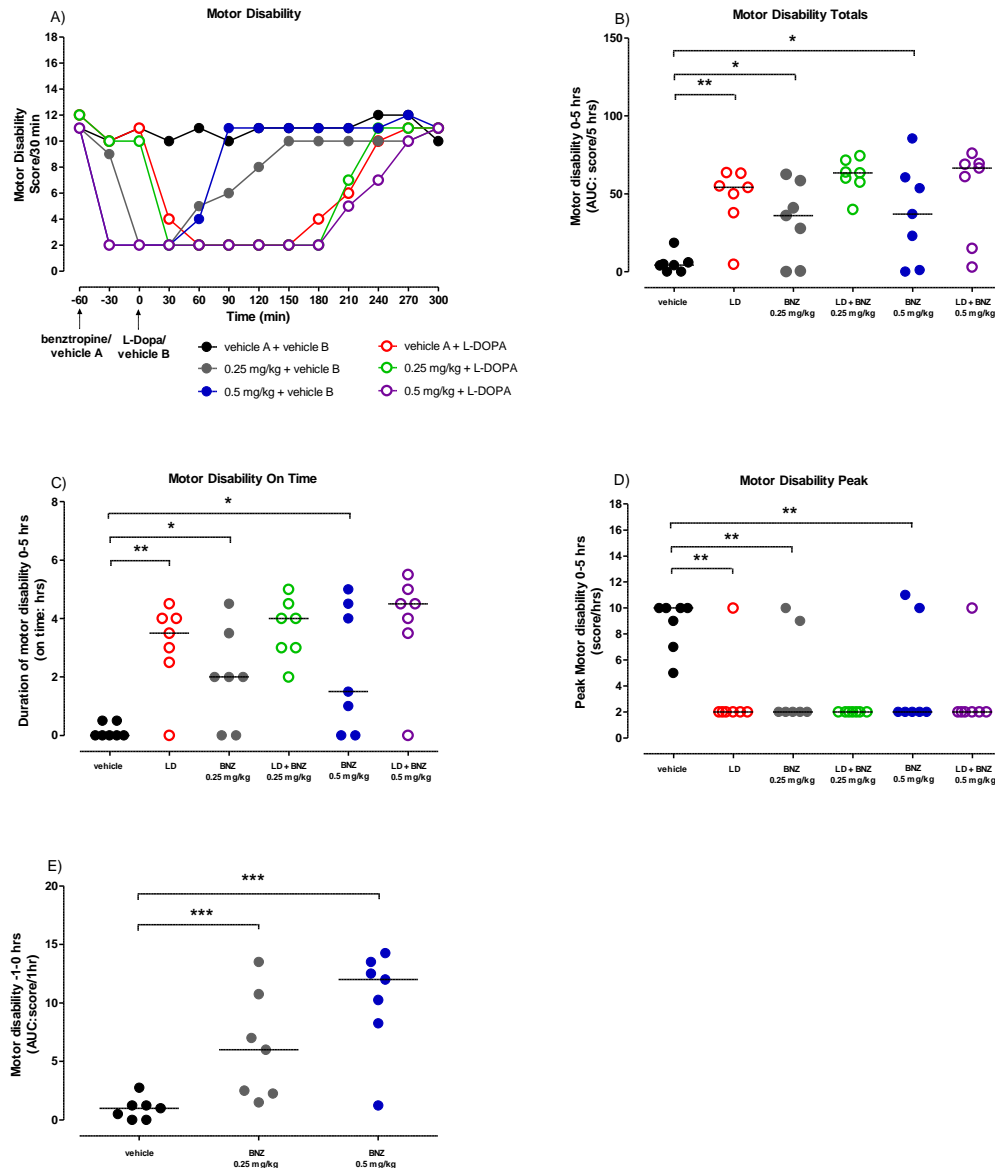 A)
Motor Disability
Motor Disability
Score/30 min
18
16
14
12
10
8
6
4
2
0
-60 -30 0 30 60 90 120 150 180 210 240 270 300
Time (min)
benztropine/
vehicle A
L-Dopa/
vehicle B
vehicle A + vehicle B
0.25 mg/kg + vehicle B
0.5 mg/kg + vehicle B
vehicle A + L-DOPA
0.25 mg/kg + L-DOPA
0.5 mg/kg + L-DOPA
B)
Motor Disability Totals
Motor disability 0-5 hrs
(AUC: score/5 hrs)
150
100
50
0
*
*
**
vehicle LD BNZ LD + BNZ BNZ LD + BNZ
0.25 mg/kg 0.25 mg/kg 0.5 mg/kg 0.5 mg/kg
C)
Motor Disability On Time
Duration of motor disability 0-5 hrs
(on time: hrs)
8
6
4
2
0
*
*
**
vehicle LD BNZ LD + BNZ BNZ LD + BNZ
0.25 mg/kg 0.25 mg/kg 0.5 mg/kg 0.5 mg/kg
D)
Motor Disability Peak
Peak Motor disability 0-5 hrs
(score/hrs)
18
16
14
12
10
8
6
4
2
0
**
**
**
vehicle LD BNZ LD + BNZ BNZ LD + BNZ
0.25 mg/kg 0.25 mg/kg 0.5 mg/kg 0.5 mg/kg
E)
Motor disability -1-0 hrs
(AUC:score/1hr)
20
15
10
5
0
***
***
vehicle BNZ BNZ
0.25 mg/kg 0.5 mg/kg